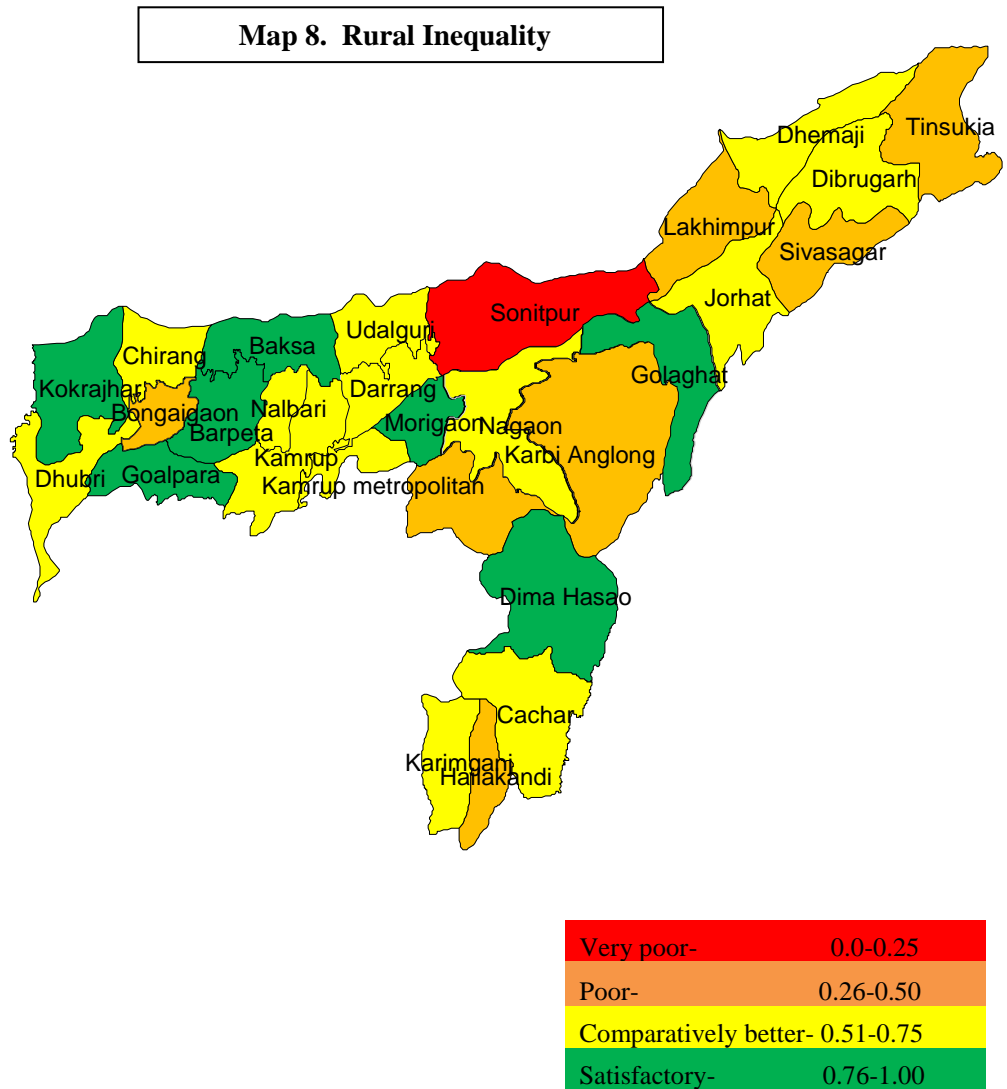 Map 8. Rural Inequality
Tinsukia
Dhemaji
Dibrugarh
Lakhimpur
Sivasagar
Jorhat
Sonitpur
Udalguri
Baksa
Chirang
Golaghat
Kokrajhar
Darrang
Bongaigaon
Nalbari
Morigaon
Nagaon
Barpeta
Karbi Anglong
Kamrup
Dhubri
Goalpara
Kamrup metropolitan
Dima Hasao
Cachar
Karimganj
Hailakandi
Very poor- 0.0-0.25
Poor- 0.26-0.50
Comparatively better- 0.51-0.75
Satisfactory- 0.76-1.00